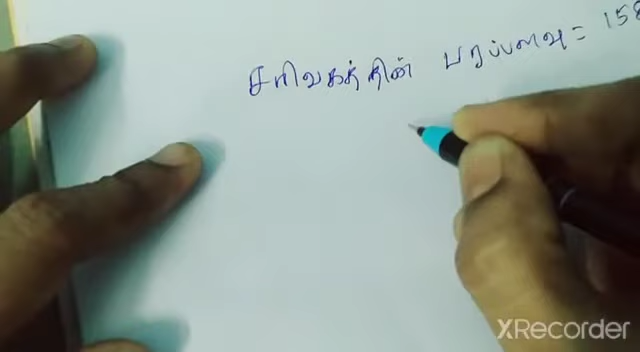 சரிவகத்தின் பரப்பளவு = 158
XRecorder